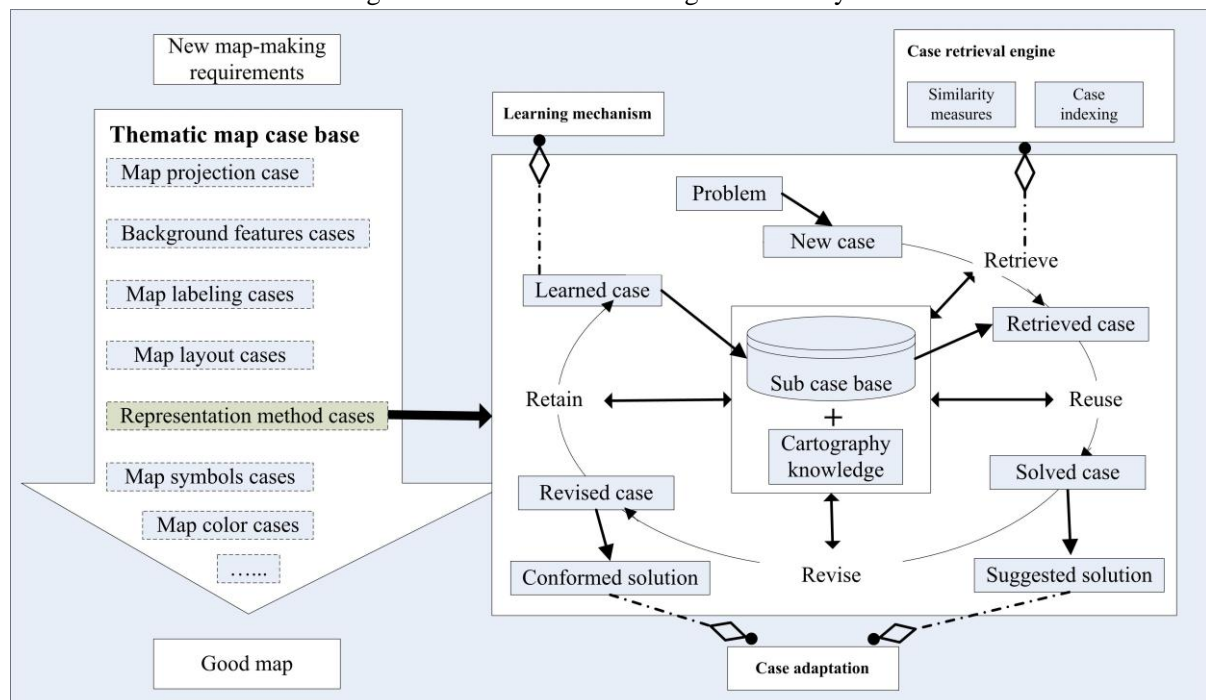 New map-making
requirements
Thematic map case base
Map projection case
Background features cases
Map labeling cases
Map layout cases
Representation method cases
Map symbols cases
Map color cases
…...
Good map
Learning mechanism
Case retrieval engine
Similarity
measures
Case
indexing
Problem
New case
Retrieve
Learned case
Retrieved case
Sub case base
+
Cartography
knowledge
Retain
Reuse
Revised case
Solved case
Conformed solution
Revise
Suggested solution
Case adaptation